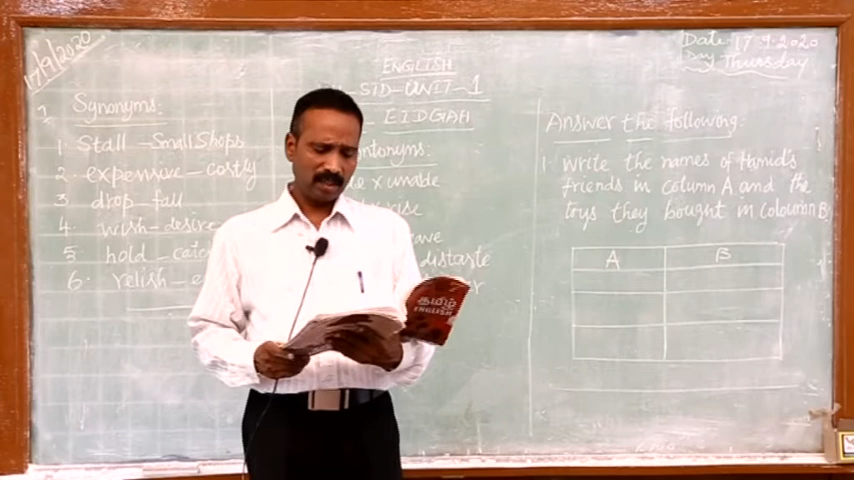 17/9/2020
ENGLISH
STD-UNIT-1
EIDGAH
Synonyms
1. Stall - Small Shops
2. expensive - costly
3. drop - fall
4. wish - desire
5. hold - catch
6. relish -
Antonyms
x unable
distaste
Date 17.9.2020
Day Thursday
Answer the following
1 Write the names of Hamid's
friends in column A and the
toys they bought in colounm B
A B
தமிழ்
ENGLISH